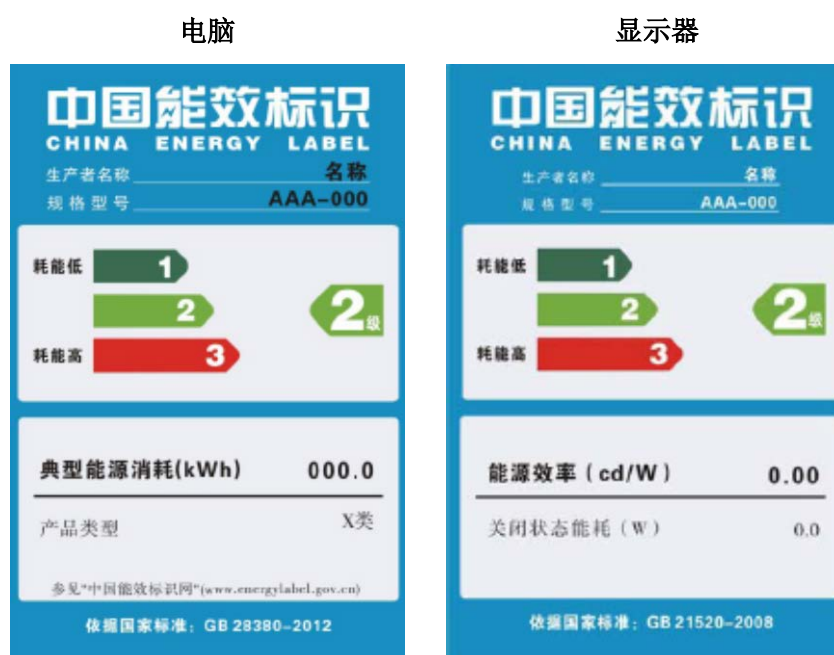 电脑
中国能效标识
CHINA ENERGY LABEL
生产者名称 名称
规格型号 AAA-000
耗能低 1
2
2级
耗能高 3
典型能源消耗(kWh) 000.0
产品类型 X类
参见"中国能效标识网"(www.energylabel.gov.cn)
依据国家标准：GB 28380-2012
显示器
中国能效标识
CHINA ENERGY LABEL
生产者名称 名称
规格型号 AAA-000
耗能低 1
2
2级
耗能高 3
能源效率（cd/W） 0.00
关闭状态能耗（W） 0.0
依据国家标准：GB 21520-2008